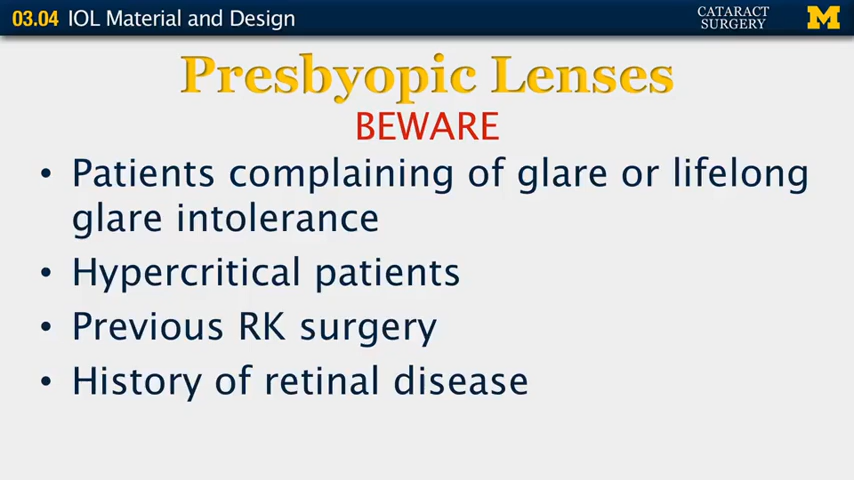 03.04 IOL Material and Design
CATARACT
SURGERY
M
Presbyopic Lenses
BEWARE
• Patients complaining of glare or lifelong
glare intolerance
• Hypercritical patients
• Previous RK surgery
• History of retinal disease